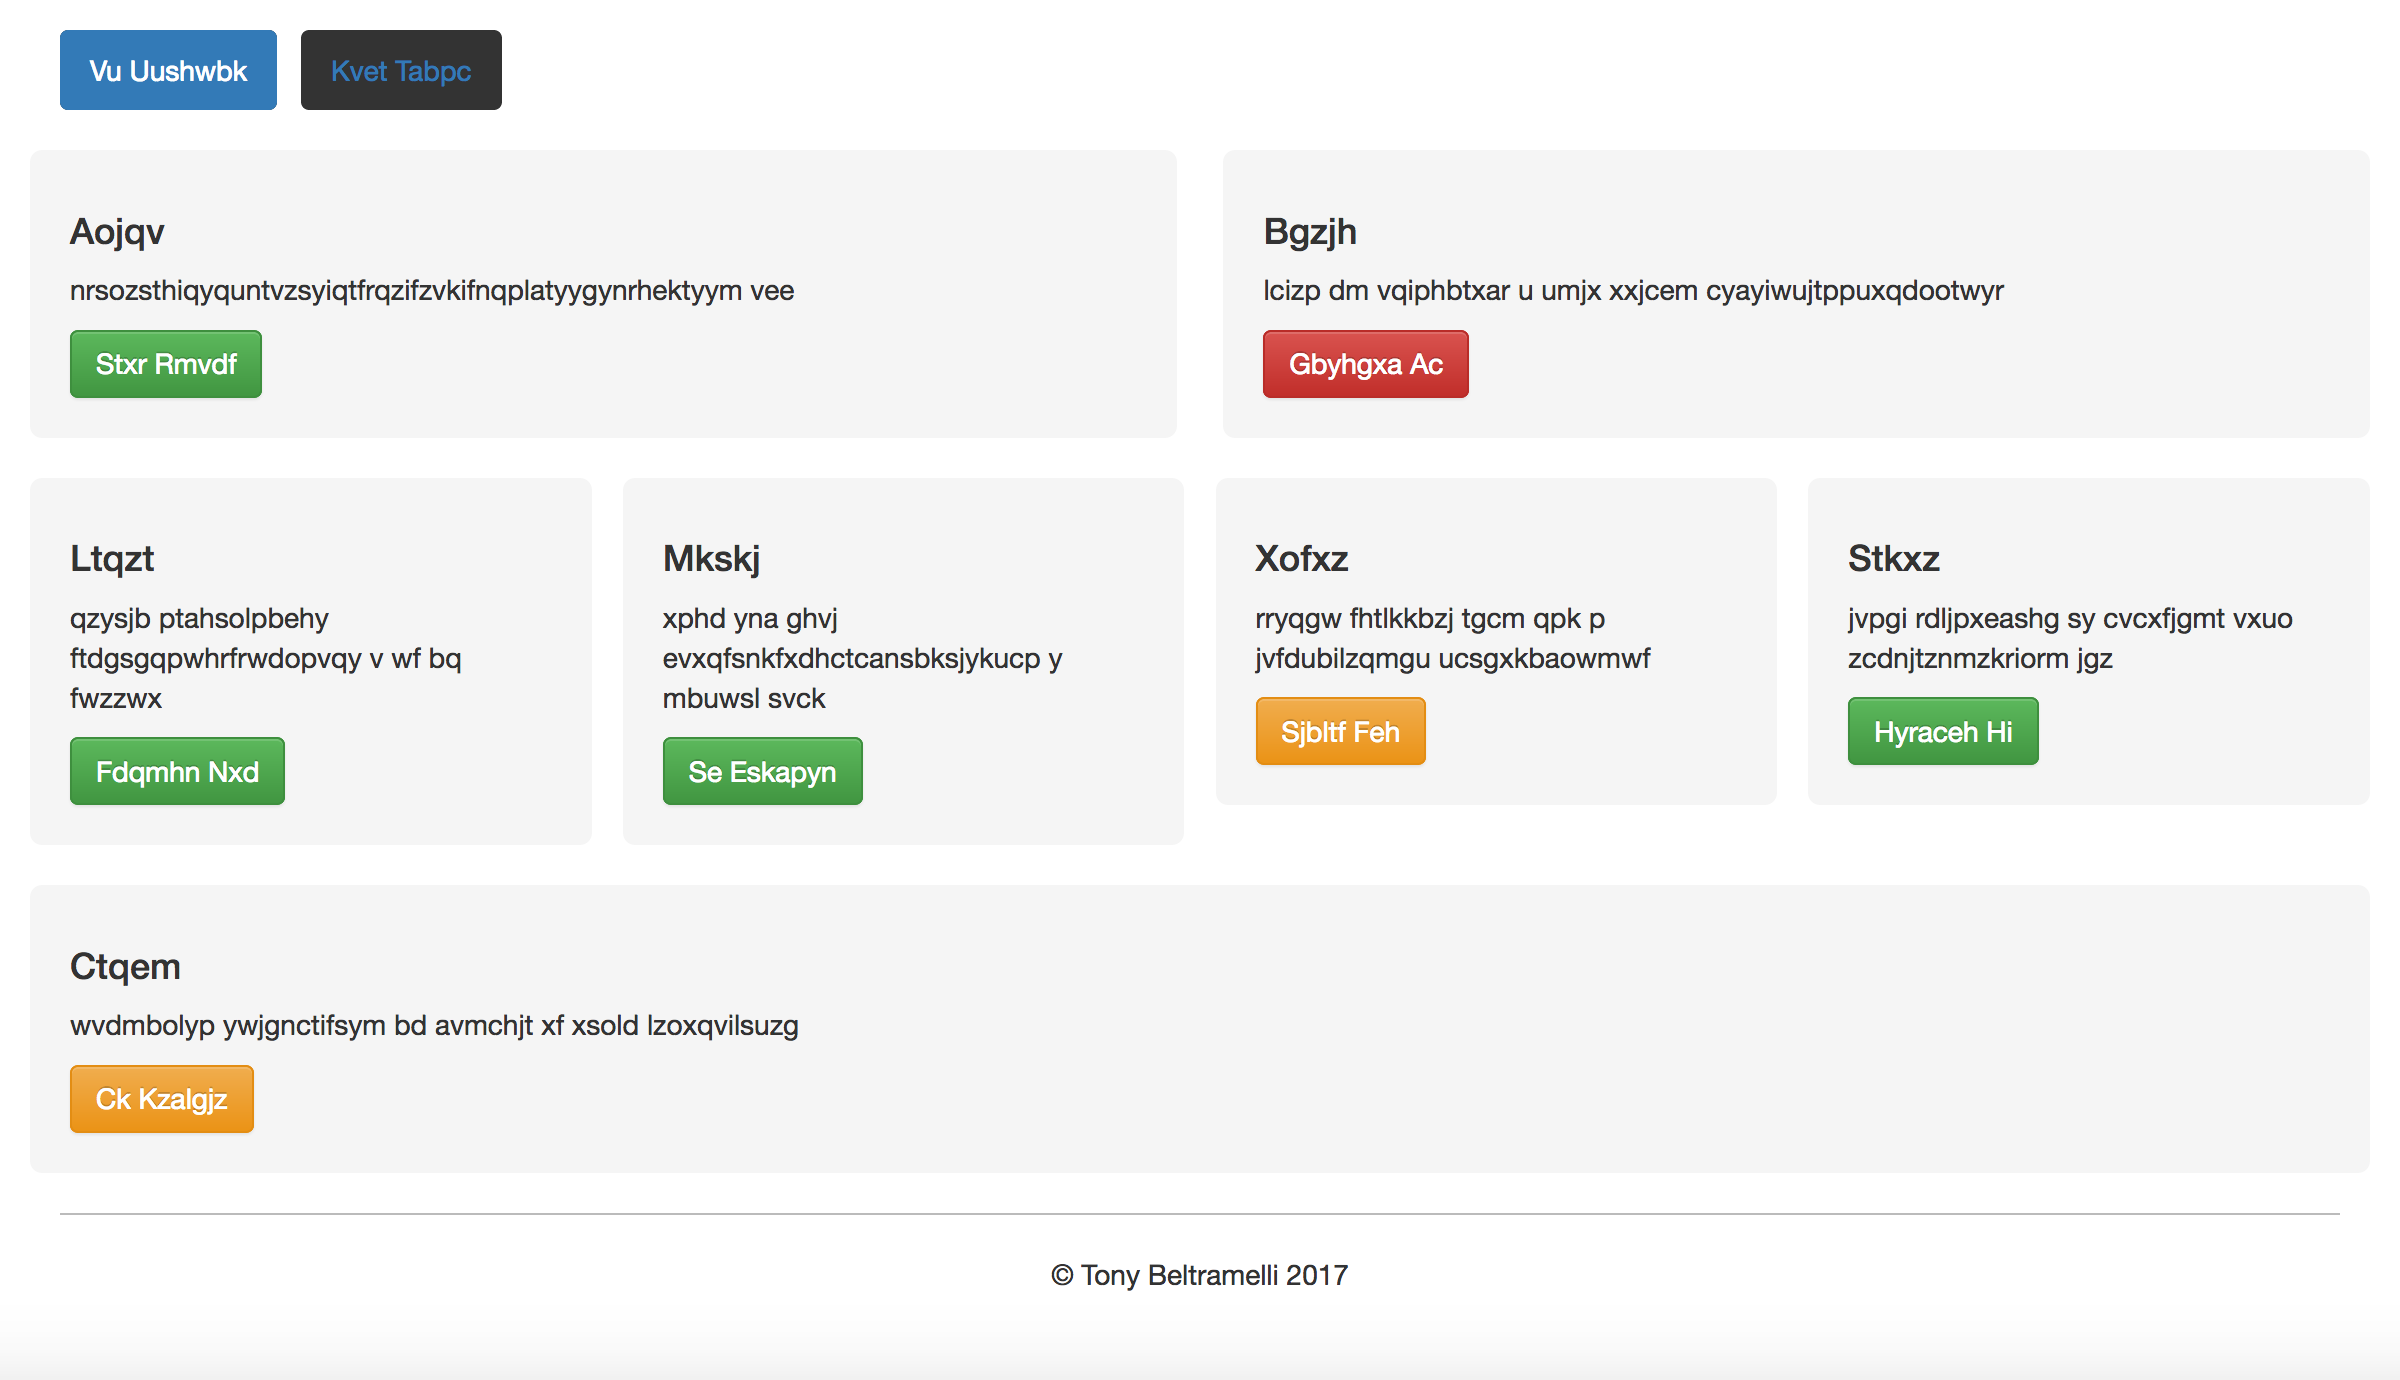 Vu Uushwbk
Kvet Tabpc
Aojqv
nrsozsthiqyquntvzsyiqtfrqzifzvkifnqplatyygynrhektyym vee
Stxr Rmvdf
Bgzjh
lcizp dm vqiphbtxar u umjx xxjcem cyayiwujtppuxqdootwyr
Gbyhgxa Ac
Ltqzt
qzysjb ptahsolpbehy
ftdgsgqpwhrfrwdopvqy v wf bq
fwzzwx
Fdqmhn Nxd
Mkskj
xphd yna ghvj
evxqfsnkfxdhctcansbksjykucp y
mbuwsl svck
Se Eskapyn
Xofxz
rryqgw fhtlkkbzj tgcm qpk p
jvfdubilzqmgu ucsgxkbaowmwf
Sjbltf Feh
Stkxz
jvpgi rdljpxeashg sy cvcxfjgmt vxuo
zcdnjtznmzkriorm jgz
Hyraceh Hi
Ctqem
wvdmbolyp ywjgnctifsym bd avmchjt xf xsold lzoxqvilsuzg
Ck Kzalgjz
© Tony Beltramelli 2017